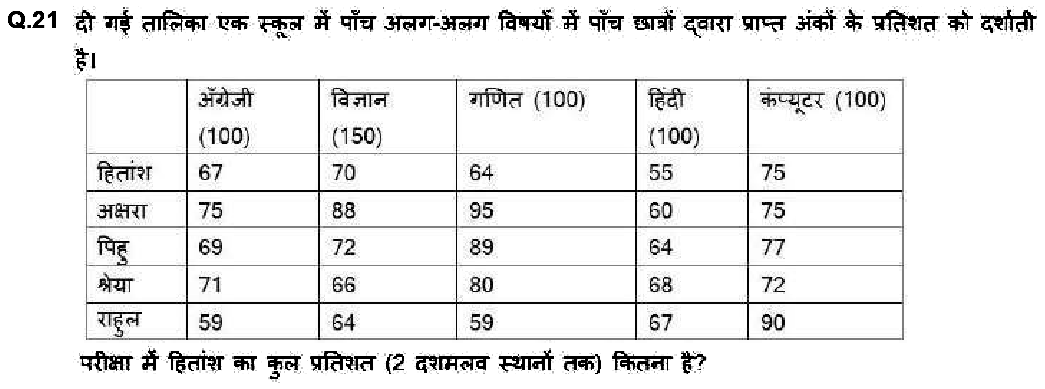 Q.21 दी गई तालिका एक स्कूल में पाँच अलग-अलग विषयों में पाँच छात्रों द्वारा प्राप्त अंकों के प्रतिशत को दर्शाती
है।
अँग्रेजी विज्ञान गणित (100) हिंदी कंप्यूटर (100)
(100) (150) (100)
हितांश 67 70 64 55 75
अक्षरा 75 88 95 60 75
पिहु 69 72 89 64 77
श्रेया 71 66 80 68 72
राहुल 59 64 59 67 90
परीक्षा में हितांश का कुल प्रतिशत (2 दशमलव स्थानों तक) कितना है?